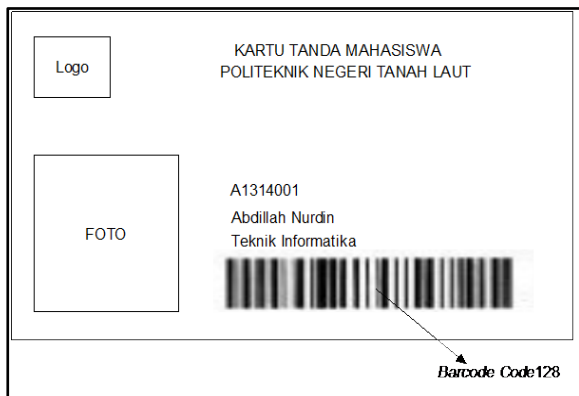 Logo
KARTU TANDA MAHASISWA
POLITEKNIK NEGERI TANAH LAUT
FOTO
A1314001
Abdillah Nurdin
Teknik Informatika
Barcode Code128